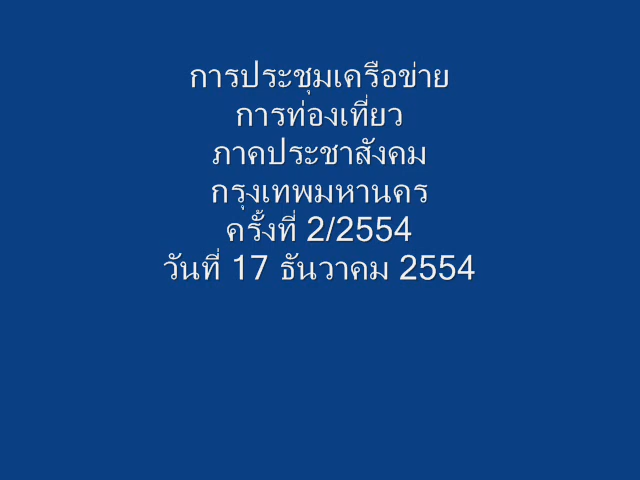 การประชุมเครือข่าย
การท่องเที่ยว
ภาคประชาสังคม
กรุงเทพมหานคร
ครั้งที่ 2/2554
วันที่ 17 ธันวาคม 2554